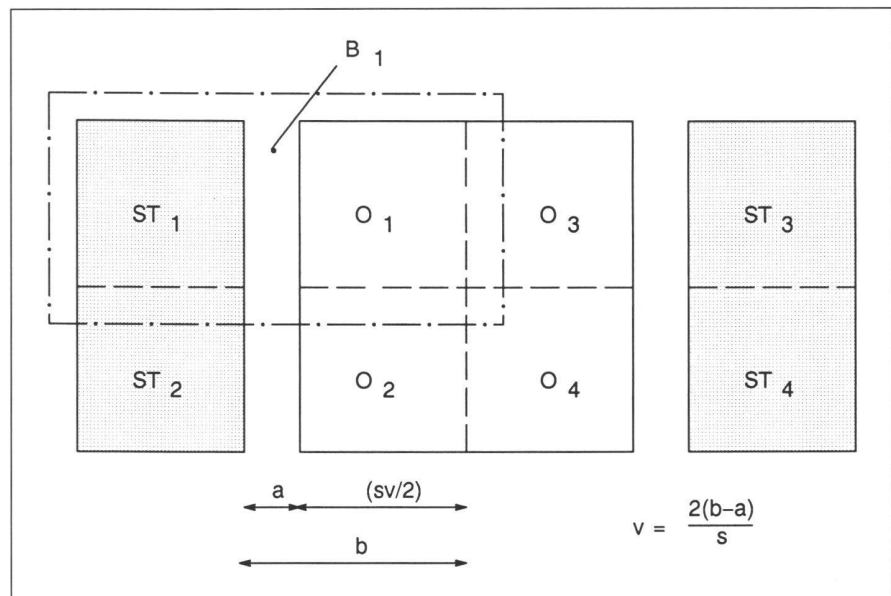 B 1
ST 1 O 1 O 3 ST 3
ST 2 O 2 O 4 ST 4
a (sv/2)
b
v = 2(b–a)
s